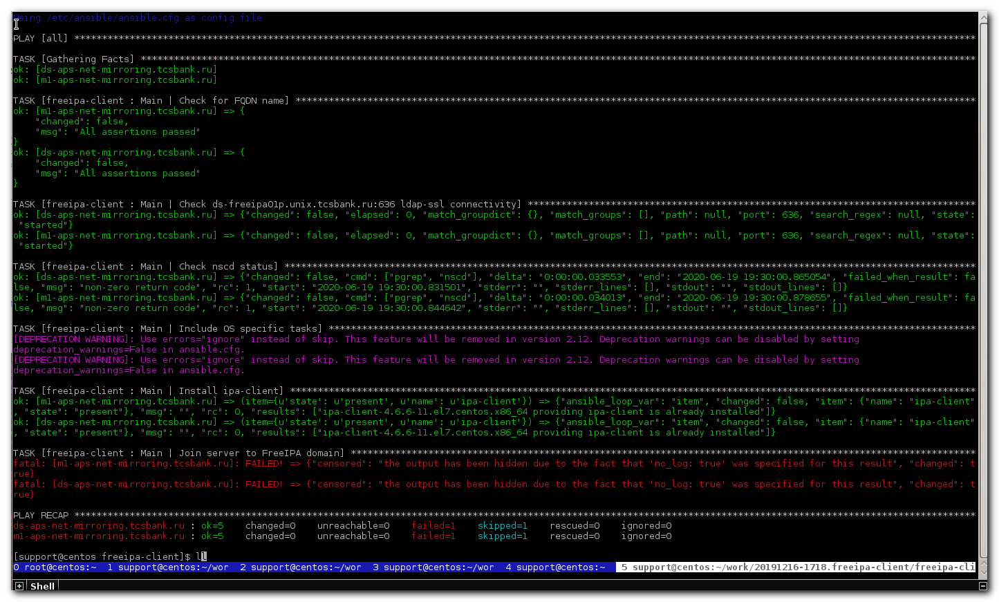 Using /etc/ansible/ansible.cfg as config file
PLAY [all] **************************************************************************************************************************************************************************
TASK [Gathering Facts] **************************************************************************************************************************************************************
ok: [ds-aps-net-mirroring.tcsbank.ru]
ok: [m1-aps-net-mirroring.tcsbank.ru]
TASK [freeipa-client : Main | Check for FQDN name] **********************************************************************************************************************************
ok: [m1-aps-net-mirroring.tcsbank.ru] => {
    "changed": false,
    "msg": "All assertions passed"
}
ok: [ds-aps-net-mirroring.tcsbank.ru] => {
    "changed": false,
    "msg": "All assertions passed"
}
TASK [freeipa-client : Main | Check ds-freeipa01p.unix.tcsbank.ru:636 ldap-ssl connectivity] ****************************************************************************************
ok: [ds-aps-net-mirroring.tcsbank.ru] => {"changed": false, "elapsed": 0, "match_groupdict": {}, "match_groups": [], "path": null, "port": 636, "search_regex": null, "state":
 "started"}
ok: [m1-aps-net-mirroring.tcsbank.ru] => {"changed": false, "elapsed": 0, "match_groupdict": {}, "match_groups": [], "path": null, "port": 636, "search_regex": null, "state":
 "started"}
TASK [freeipa-client : Main | Check nscd status] ************************************************************************************************************************************
ok: [ds-aps-net-mirroring.tcsbank.ru] => {"changed": false, "cmd": ["pgrep", "nscd"], "delta": "0:00:00.033553", "end": "2020-06-19 19:30:00.865054", "failed_when_result": fa
lse, "msg": "non-zero return code", "rc": 1, "start": "2020-06-19 19:30:00.831501", "stderr": "", "stderr_lines": [], "stdout": "", "stdout_lines": []}
ok: [m1-aps-net-mirroring.tcsbank.ru] => {"changed": false, "cmd": ["pgrep", "nscd"], "delta": "0:00:00.034013", "end": "2020-06-19 19:30:00.878655", "failed_when_result": fa
lse, "msg": "non-zero return code", "rc": 1, "start": "2020-06-19 19:30:00.844642", "stderr": "", "stderr_lines": [], "stdout": "", "stdout_lines": []}
TASK [freeipa-client : Main | Include OS specific tasks] ****************************************************************************************************************************
[DEPRECATION WARNING]: Use errors="ignore" instead of skip. This feature will be removed in version 2.12. Deprecation warnings can be disabled by setting
deprecation_warnings=False in ansible.cfg.
[DEPRECATION WARNING]: Use errors="ignore" instead of skip. This feature will be removed in version 2.12. Deprecation warnings can be disabled by setting
deprecation_warnings=False in ansible.cfg.
TASK [freeipa-client : Main | Install ipa-client] ***********************************************************************************************************************************
ok: [m1-aps-net-mirroring.tcsbank.ru] => (item={u'state': u'present', u'name': u'ipa-client'}) => {"ansible_loop_var": "item", "changed": false, "item": {"name": "ipa-client"
, "state": "present"}, "msg": "", "rc": 0, "results": ["ipa-client-4.6.6-11.el7.centos.x86_64 providing ipa-client is already installed"]}
ok: [ds-aps-net-mirroring.tcsbank.ru] => (item={u'state': u'present', u'name': u'ipa-client'}) => {"ansible_loop_var": "item", "changed": false, "item": {"name": "ipa-client"
, "state": "present"}, "msg": "", "rc": 0, "results": ["ipa-client-4.6.6-11.el7.centos.x86_64 providing ipa-client is already installed"]}
TASK [freeipa-client : Main | Join server to FreeIPA domain] ************************************************************************************************************************
fatal: [m1-aps-net-mirroring.tcsbank.ru]: FAILED! => {"censored": "the output has been hidden due to the fact that 'no_log: true' was specified for this result", "changed": t
rue}
fatal: [ds-aps-net-mirroring.tcsbank.ru]: FAILED! => {"censored": "the output has been hidden due to the fact that 'no_log: true' was specified for this result", "changed": t
rue}
PLAY RECAP **************************************************************************************************************************************************************************
ds-aps-net-mirroring.tcsbank.ru : ok=5    changed=0    unreachable=0    failed=1    skipped=1    rescued=0    ignored=0
m1-aps-net-mirroring.tcsbank.ru : ok=5    changed=0    unreachable=0    failed=1    skipped=1    rescued=0    ignored=0
[support@centos freeipa-client]$ ll
0 root@centos:~  1 support@centos:~/wor  2 support@centos:~/wor  3 support@centos:~/wor  4 support@centos:~  5 support@centos:~/work/20191216-1718.freeipa-client/freeipa-cli
Shell